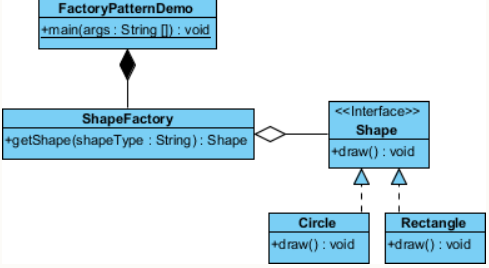 FactoryPatternDemo
+main(args : String []) : void
ShapeFactory
+getShape(shapeType : String) : Shape
<<Interface>>
Shape
+draw() : void
Circle
+draw() : void
Rectangle
+draw() : void